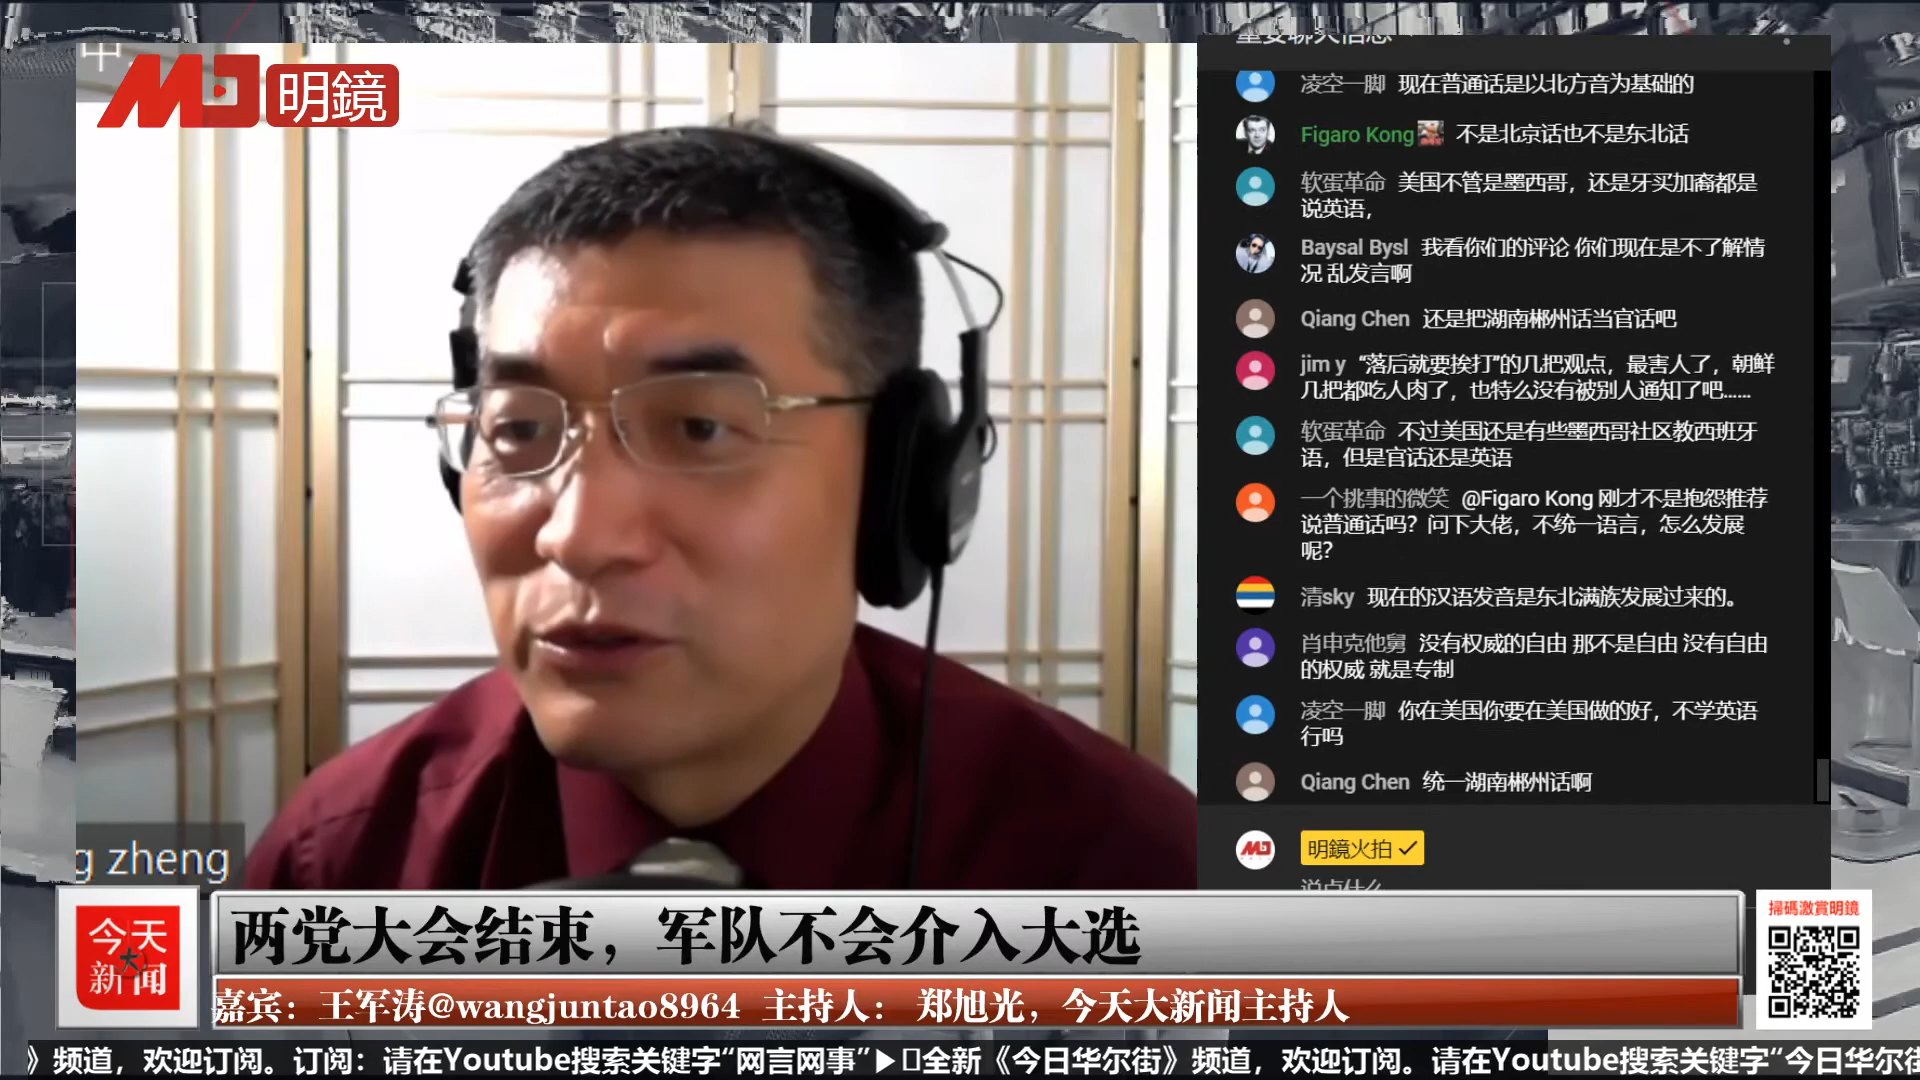 中
明鏡
重要聊天信息
凌空一脚 现在普通话是以北方音为基础的
Figaro Kong 不是北京话也不是东北话
软蛋革命 美国不管是墨西哥，还是牙买加裔都是
说英语，
Baysal Bysl 我看你们的评论 你们现在是不了解情
况 乱发言啊
Qiang Chen 还是把湖南郴州话当官话吧
jim y “落后就要挨打”的几把观点，最害人了，朝鲜
几把都吃人肉了，也特么没有被别人通知了吧……
软蛋革命 不过美国还是有些墨西哥社区教西班牙
语，但是官话还是英语
一个挑事的微笑 @Figaro Kong 刚才不是抱怨推荐
说普通话吗？问下大佬，不统一语言，怎么发展
呢？
清sky 现在的汉语发音是东北满族发展过来的。
肖申克他舅 没有权威的自由 那不是自由 没有自由
的权威 就是专制
凌空一脚 你在美国你要在美国做的好，不学英语
行吗
Qiang Chen 统一湖南郴州话啊
明鏡火拍
说点什么
g zheng
今天
大
新闻
两党大会结束，军队不会介入大选
嘉宾：王军涛@wangjuntao8964 主持人： 郑旭光，今天大新闻主持人
掃碼激賞明鏡
》频道，欢迎订阅。订阅：请在Youtube搜索关键字“网言网事”▶全新《今日华尔街》频道，欢迎订阅。请在Youtube搜索关键字“今日华尔街